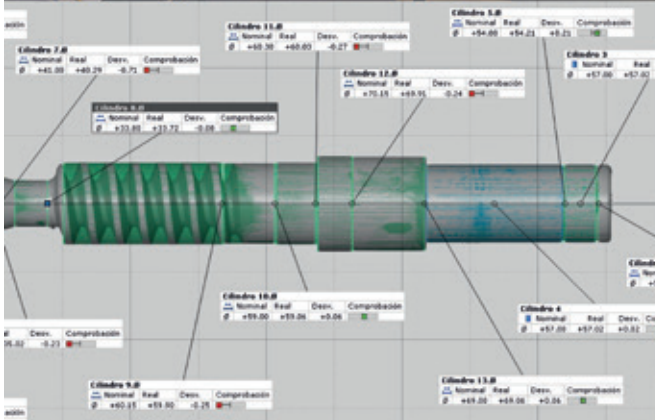 ación
Cilindro 7.Ø
Nominal Real Desv. Comprobación
Ø +41.00 +40.29 -0.71
Cilindro 11.Ø
Nominal Real Desv. Comprobación
Ø +60.30 +60.03 -0.27
Cilindro 5.Ø
Nominal Real Desv. Comprobación
Ø +54.00 +54.21 +0.21
Cilindro 3
Nominal Real
Ø +57.00 +57.02
Cilindro 12.Ø
Nominal Real Desv. Comprobación
Ø +70.15 +69.91 -0.24
Cilindro 8.Ø
Nominal Real Desv. Comprobación
Ø +33.80 +33.72 -0.08
Cilindro 10.Ø
Nominal Real Desv. Comprobación
Ø +59.00 +59.06 +0.06
Cilindro 4
Nominal Real Desv.
Ø +57.00 +57.02 +0.02
Desv. Comprobación
-0.23
Cilindro 9.Ø
Nominal Real Desv. Comprobación
Ø +60.15 +59.90 -0.25
Cilindro 13.Ø
Nominal Real Desv. Comprobación
Ø +69.00 +69.06 +0.06